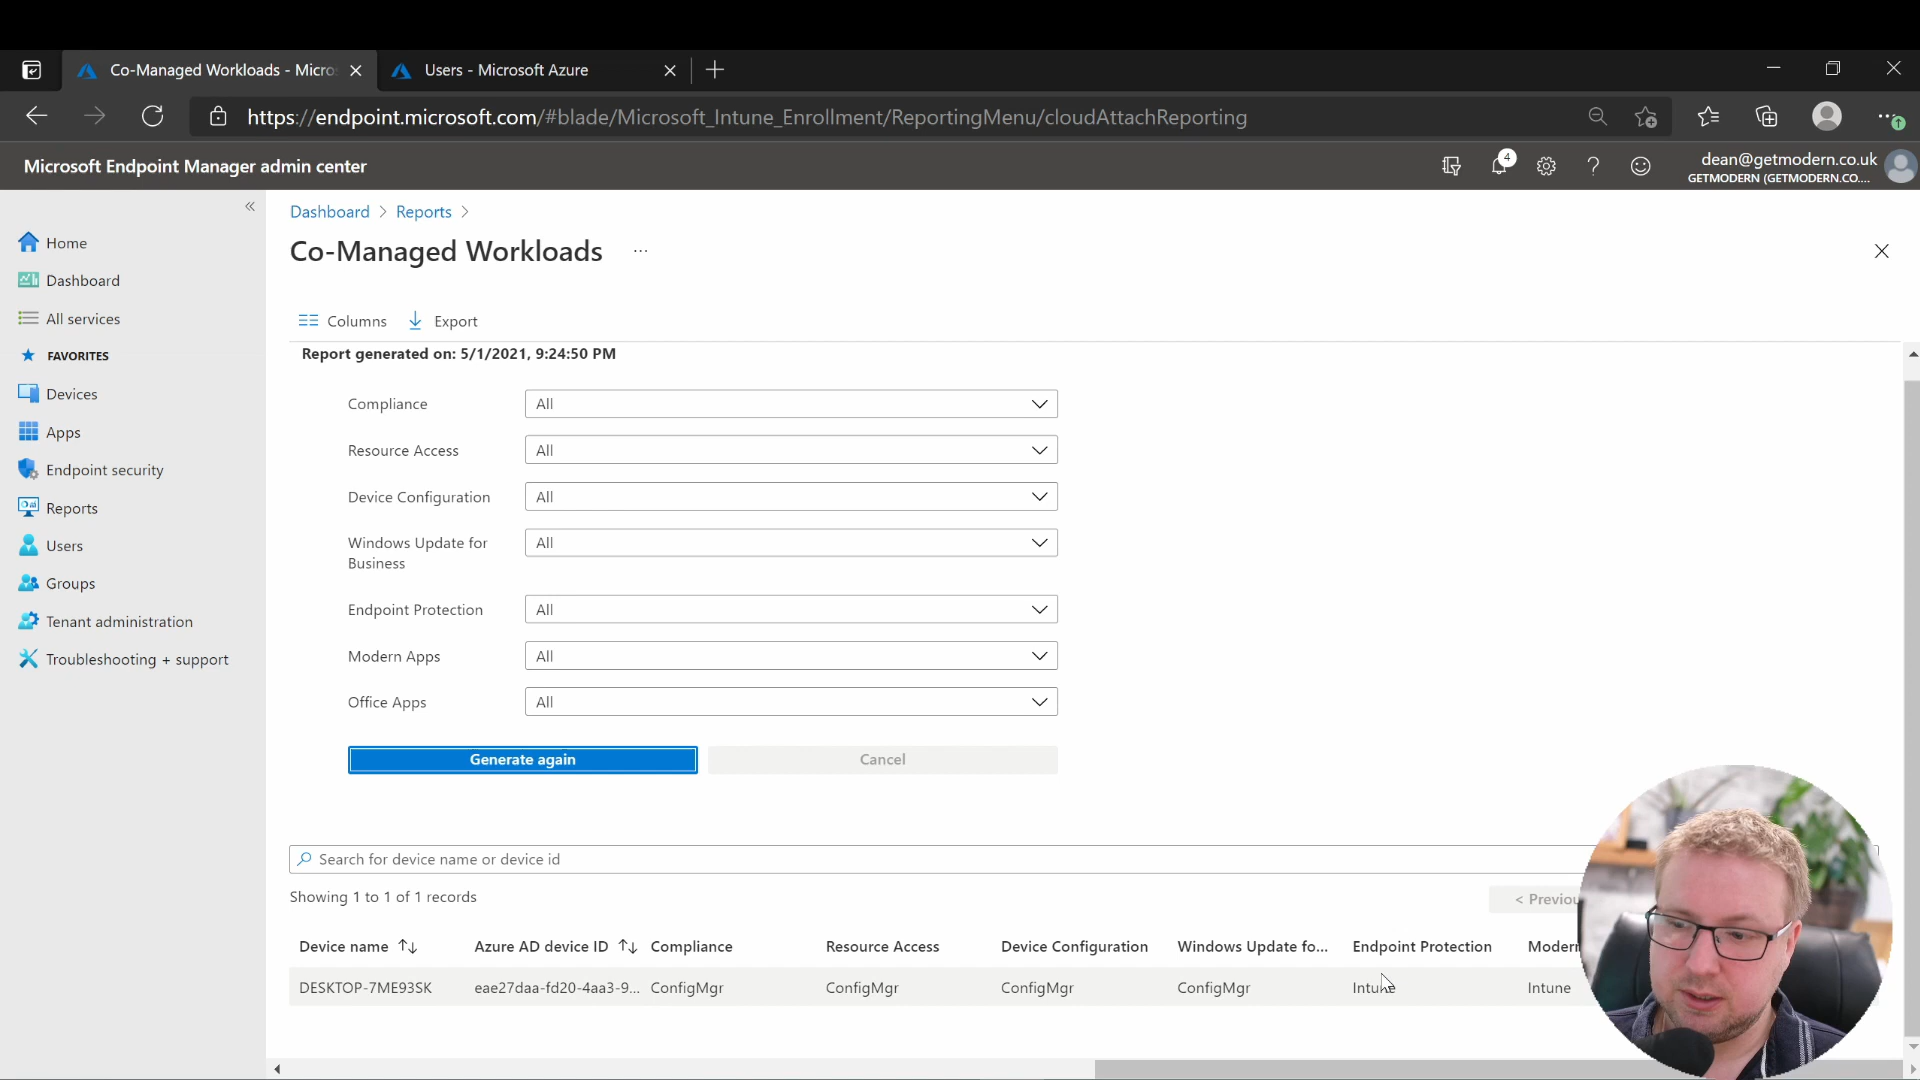 Co-Managed Workloads - Micros
Users - Microsoft Azure
https://endpoint.microsoft.com/#blade/Microsoft_Intune_Enrollment/ReportingMenu/cloudAttachReporting
Microsoft Endpoint Manager admin center
4
dean@getmodern.co.uk
GETMODERN (GETMODERN.CO....
Home
Dashboard
All services
FAVORITES
Devices
Apps
Endpoint security
Reports
Users
Groups
Tenant administration
Troubleshooting + support
Dashboard > Reports >
Co-Managed Workloads ...
Columns
Export
Report generated on: 5/1/2021, 9:24:50 PM
Compliance All
Resource Access All
Device Configuration All
Windows Update for
Business
All
Endpoint Protection All
Modern Apps All
Office Apps All
Generate again
Cancel
Search for device name or device id
Showing 1 to 1 of 1 records
< Previou
Device name Azure AD device ID Compliance Resource Access Device Configuration Windows Update fo... Endpoint Protection Modern
DESKTOP-7ME93SK eae27daa-fd20-4aa3-9... ConfigMgr ConfigMgr ConfigMgr ConfigMgr Intune Intune